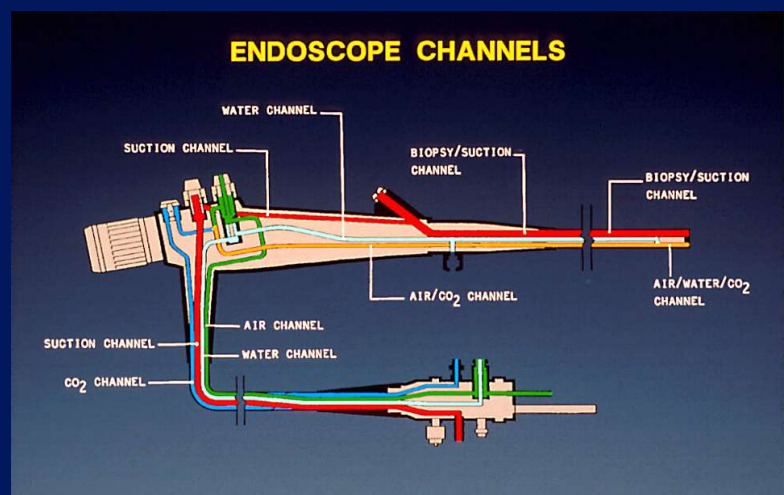 ENDOSCOPE CHANNELS
WATER CHANNEL
SUCTION CHANNEL
BIOPSY/SUCTION
CHANNEL
BIOPSY/SUCTION
CHANNEL
AIR/CO2 CHANNEL
AIR/WATER/CO2
CHANNEL
AIR CHANNEL
SUCTION CHANNEL
WATER CHANNEL
CO2 CHANNEL